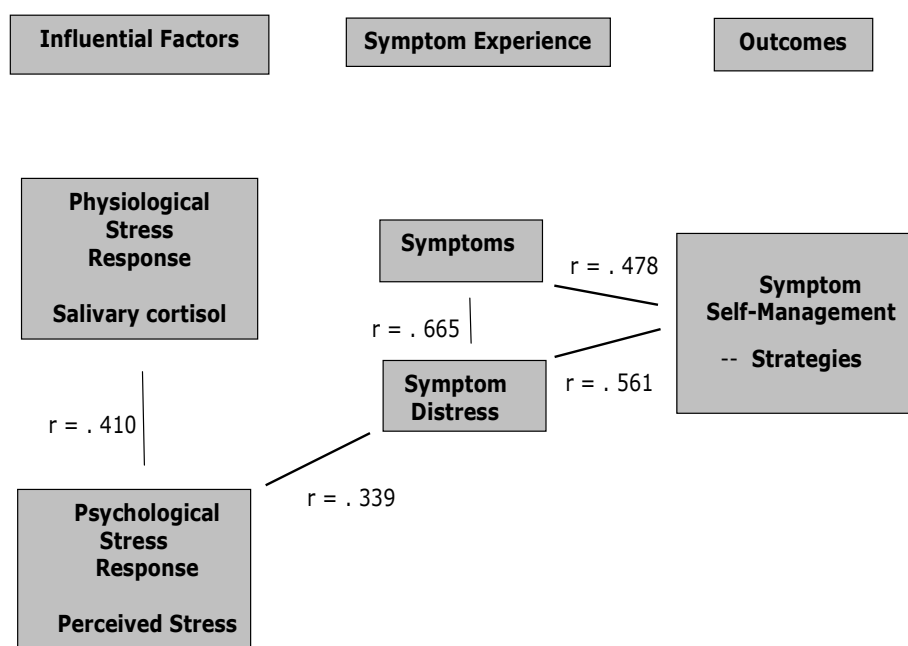 Influential Factors
Symptom Experience
Outcomes
Physiological
Stress
Response
Salivary cortisol
Symptoms
r = . 478
Symptom
Self-Management
-- Strategies
r = . 665
Symptom
Distress
r = . 561
r = . 410
r = . 339
Psychological
Stress
Response
Perceived Stress